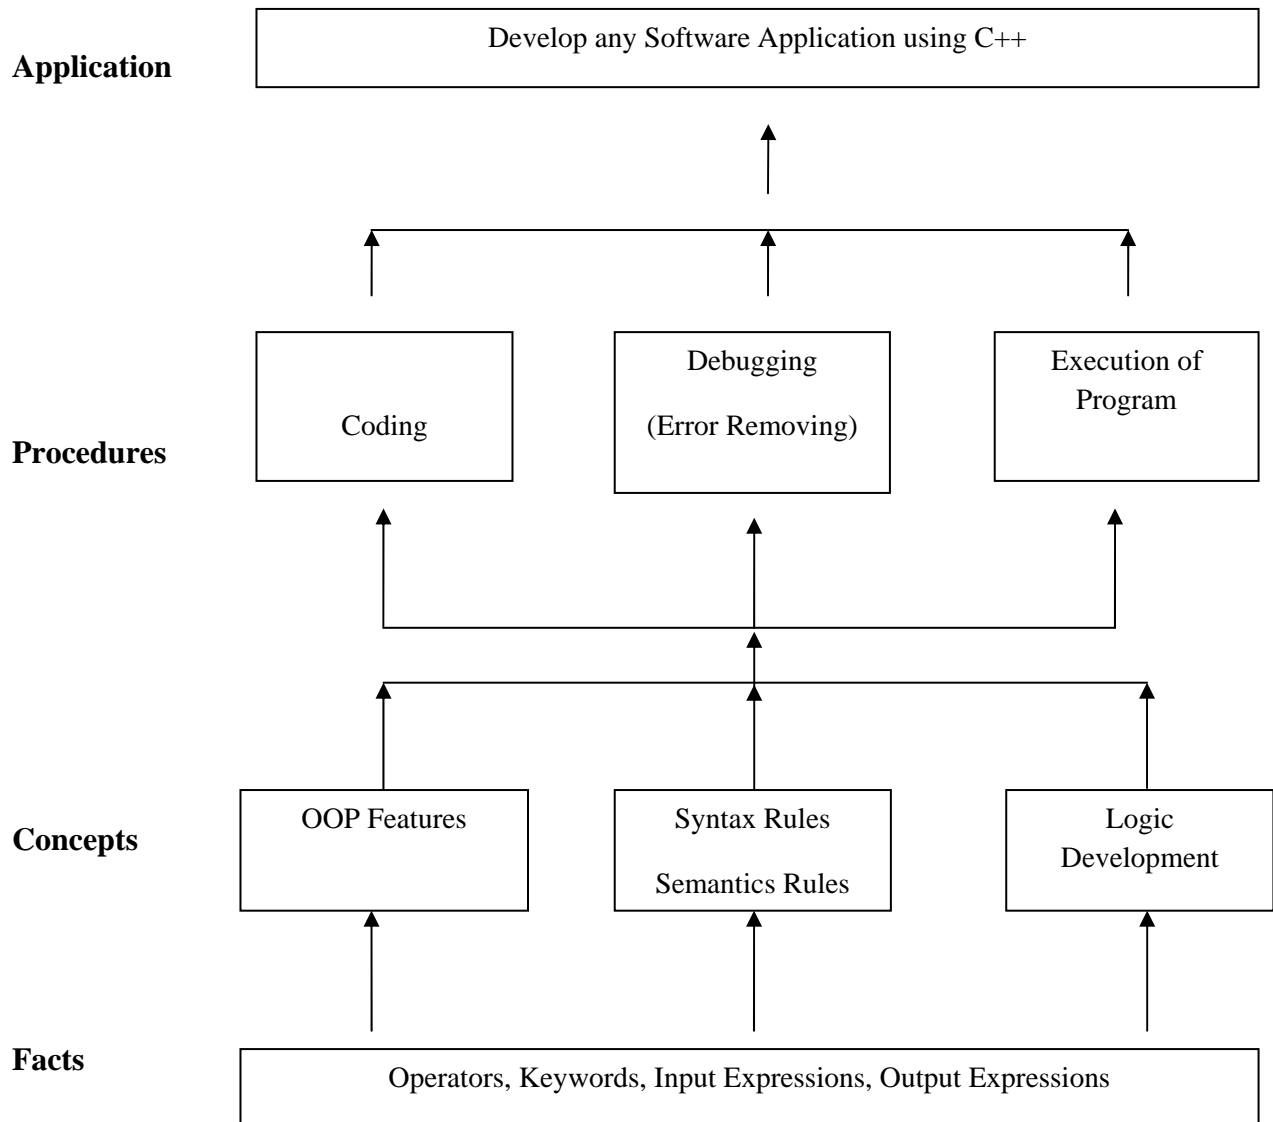 Develop any Software Application using C++
Application
Coding
Debugging
(Error Removing)
Execution of
Program
Procedures
OOP Features
Syntax Rules
Semantics Rules
Logic
Development
Concepts
Facts
Operators, Keywords, Input Expressions, Output Expressions